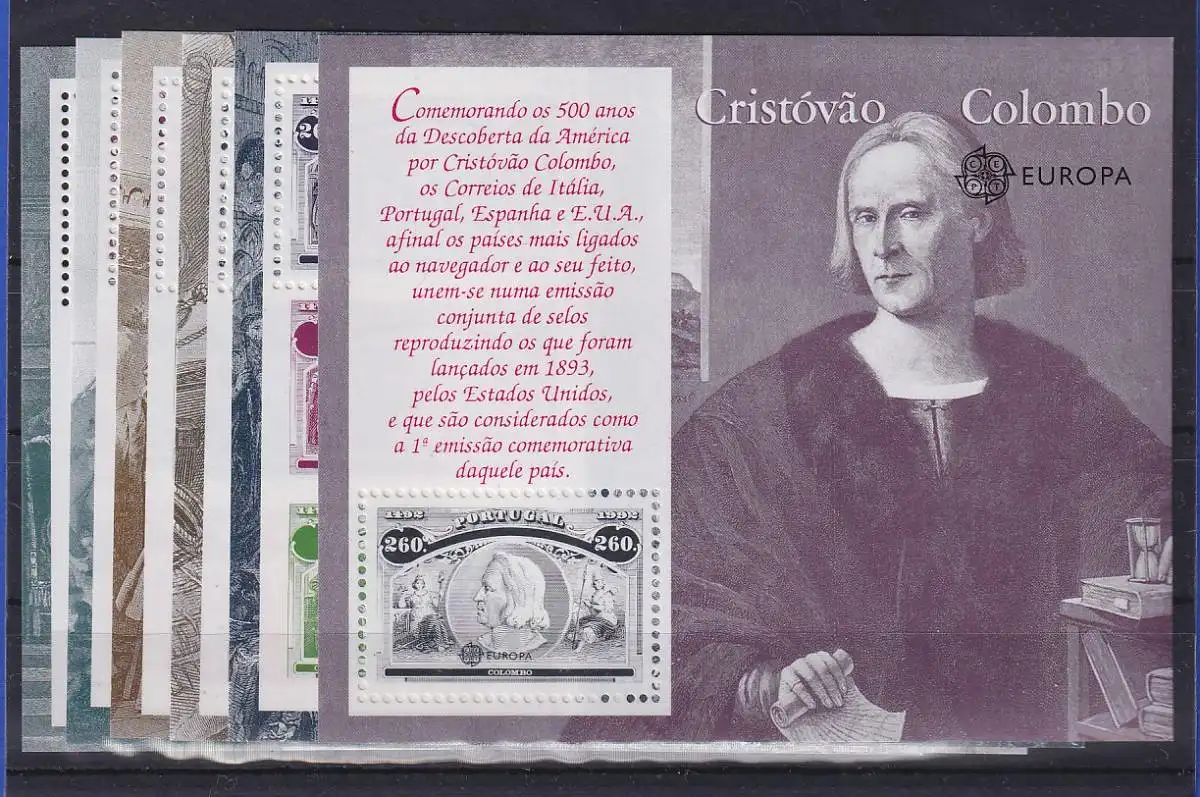 Comemorando os 500 anos
da Descoberta da América
por Cristóvão Colombo,
os Correios de Itália,
Portugal, Espanha e E.U.A.,
afinal os países mais ligados
ao navegador e ao seu feito,
unem-se numa emissão
conjunta de selos
reproduzindo os que foram
lançados em 1893,
pelos Estados Unidos,
e que são considerados como
a 1ª emissão comemorativa
daquele país.
Cristóvão Colombo
CEPT EUROPA
1492 PORTUGAL 1992
260. 260.
EUROPA
COLOMBO